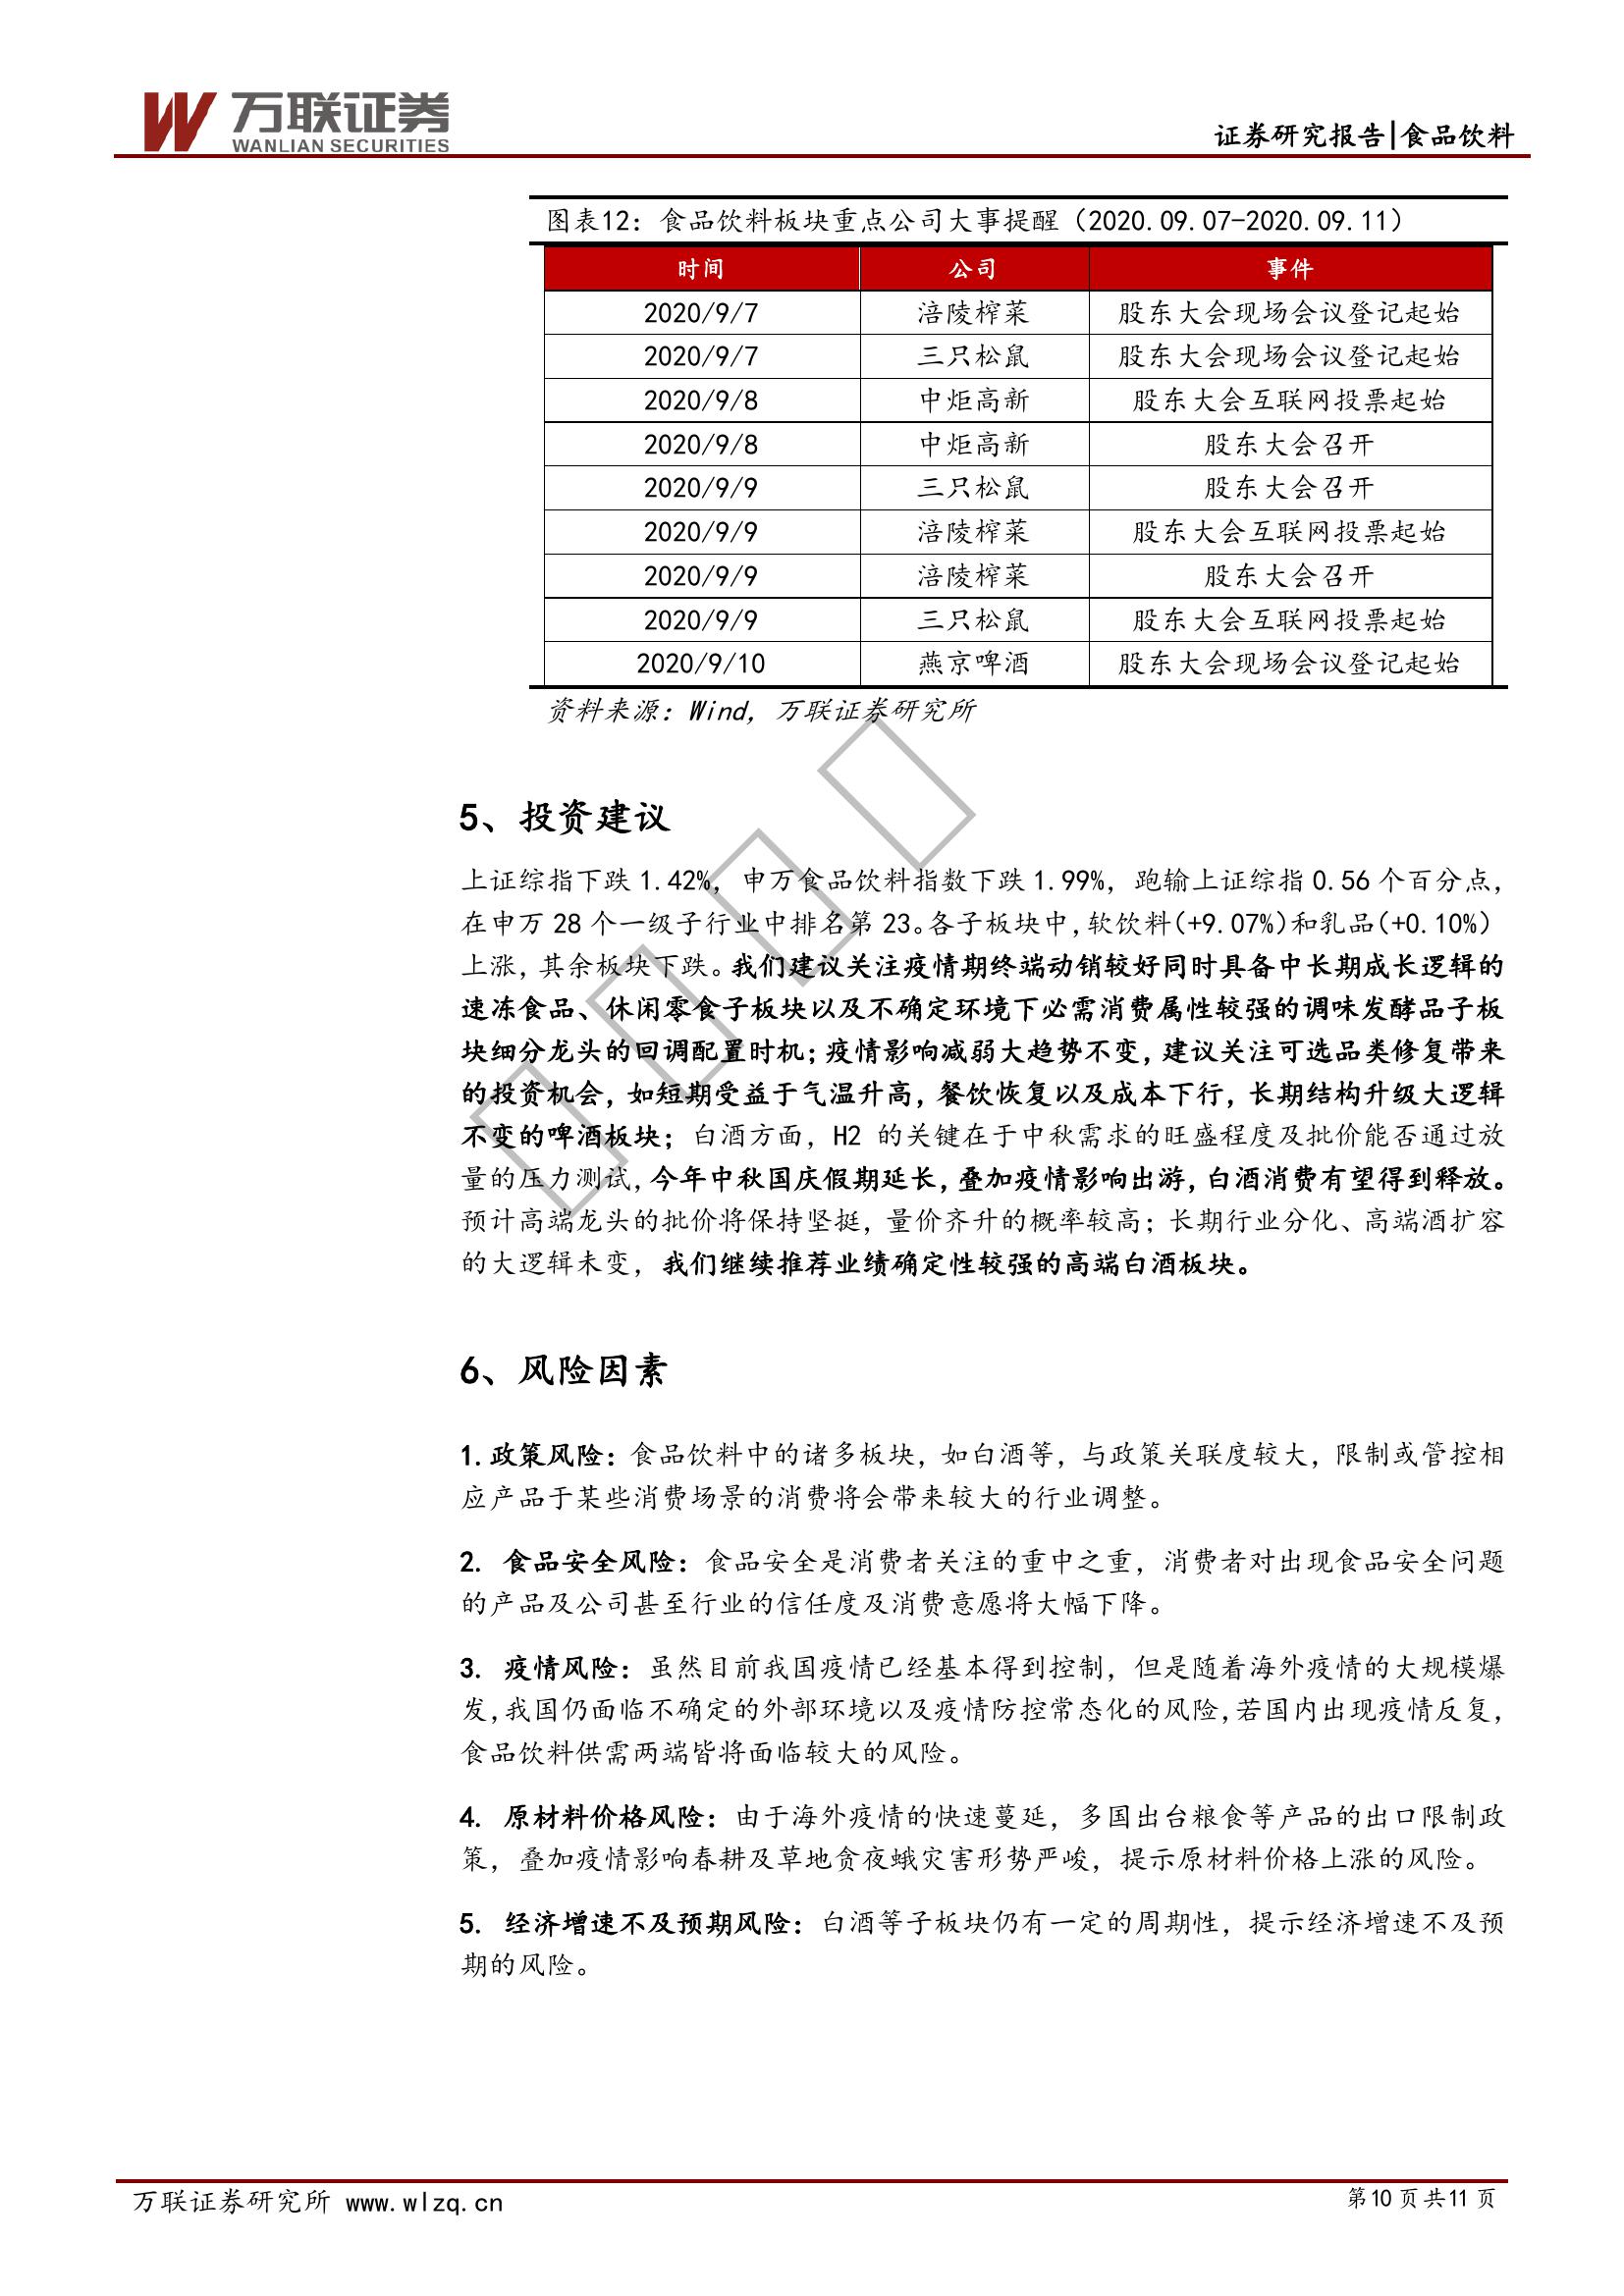 万联证券
WANLIAN SECURITIES
证券研究报告|食品饮料
图表12：食品饮料板块重点公司大事提醒（2020.09.07-2020.09.11）
时间 公司 事件
2020/9/7 涪陵榨菜 股东大会现场会议登记起始
2020/9/7 三只松鼠 股东大会现场会议登记起始
2020/9/8 中炬高新 股东大会互联网投票起始
2020/9/8 中炬高新 股东大会召开
2020/9/9 三只松鼠 股东大会召开
2020/9/9 涪陵榨菜 股东大会互联网投票起始
2020/9/9 涪陵榨菜 股东大会召开
2020/9/9 三只松鼠 股东大会互联网投票起始
2020/9/10 燕京啤酒 股东大会现场会议登记起始
资料来源：Wind，万联证券研究所
5、投资建议
上证综指下跌 1.42%，申万食品饮料指数下跌 1.99%，跑输上证综指 0.56 个百分点，
在申万 28 个一级子行业中排名第 23。各子板块中，软饮料（+9.07%）和乳品（+0.10%）
上涨，其余板块下跌。我们建议关注疫情期终端动销较好同时具备中长期成长逻辑的
速冻食品、休闲零食子板块以及不确定环境下必需消费属性较强的调味发酵品子板
块细分龙头的回调配置时机；疫情影响减弱大趋势不变，建议关注可选品类修复带来
的投资机会，如短期受益于气温升高，餐饮恢复以及成本下行，长期结构升级大逻辑
不变的啤酒板块；白酒方面，H2 的关键在于中秋需求的旺盛程度及批价能否通过放
量的压力测试，今年中秋国庆假期延长，叠加疫情影响出游，白酒消费有望得到释放。
预计高端龙头的批价将保持坚挺，量价齐升的概率较高；长期行业分化、高端酒扩容
的大逻辑未变，我们继续推荐业绩确定性较强的高端白酒板块。
6、风险因素
1.政策风险：食品饮料中的诸多板块，如白酒等，与政策关联度较大，限制或管控相
应产品于某些消费场景的消费将会带来较大的行业调整。
2. 食品安全风险：食品安全是消费者关注的重中之重，消费者对出现食品安全问题
的产品及公司甚至行业的信任度及消费意愿将大幅下降。
3. 疫情风险：虽然目前我国疫情已经基本得到控制，但是随着海外疫情的大规模爆
发，我国仍面临不确定的外部环境以及疫情防控常态化的风险，若国内出现疫情反复，
食品饮料供需两端皆将面临较大的风险。
4. 原材料价格风险：由于海外疫情的快速蔓延，多国出台粮食等产品的出口限制政
策，叠加疫情影响春耕及草地贪夜蛾灾害形势严峻，提示原材料价格上涨的风险。
5. 经济增速不及预期风险：白酒等子板块仍有一定的周期性，提示经济增速不及预
期的风险。
万联证券研究所 www.wlzq.cn
第10 页 共11 页